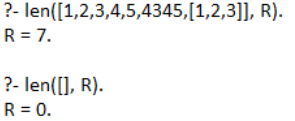 ?- len([1,2,3,4,5,4345,[1,2,3]], R).
R = 7.
?- len([], R).
R = 0.